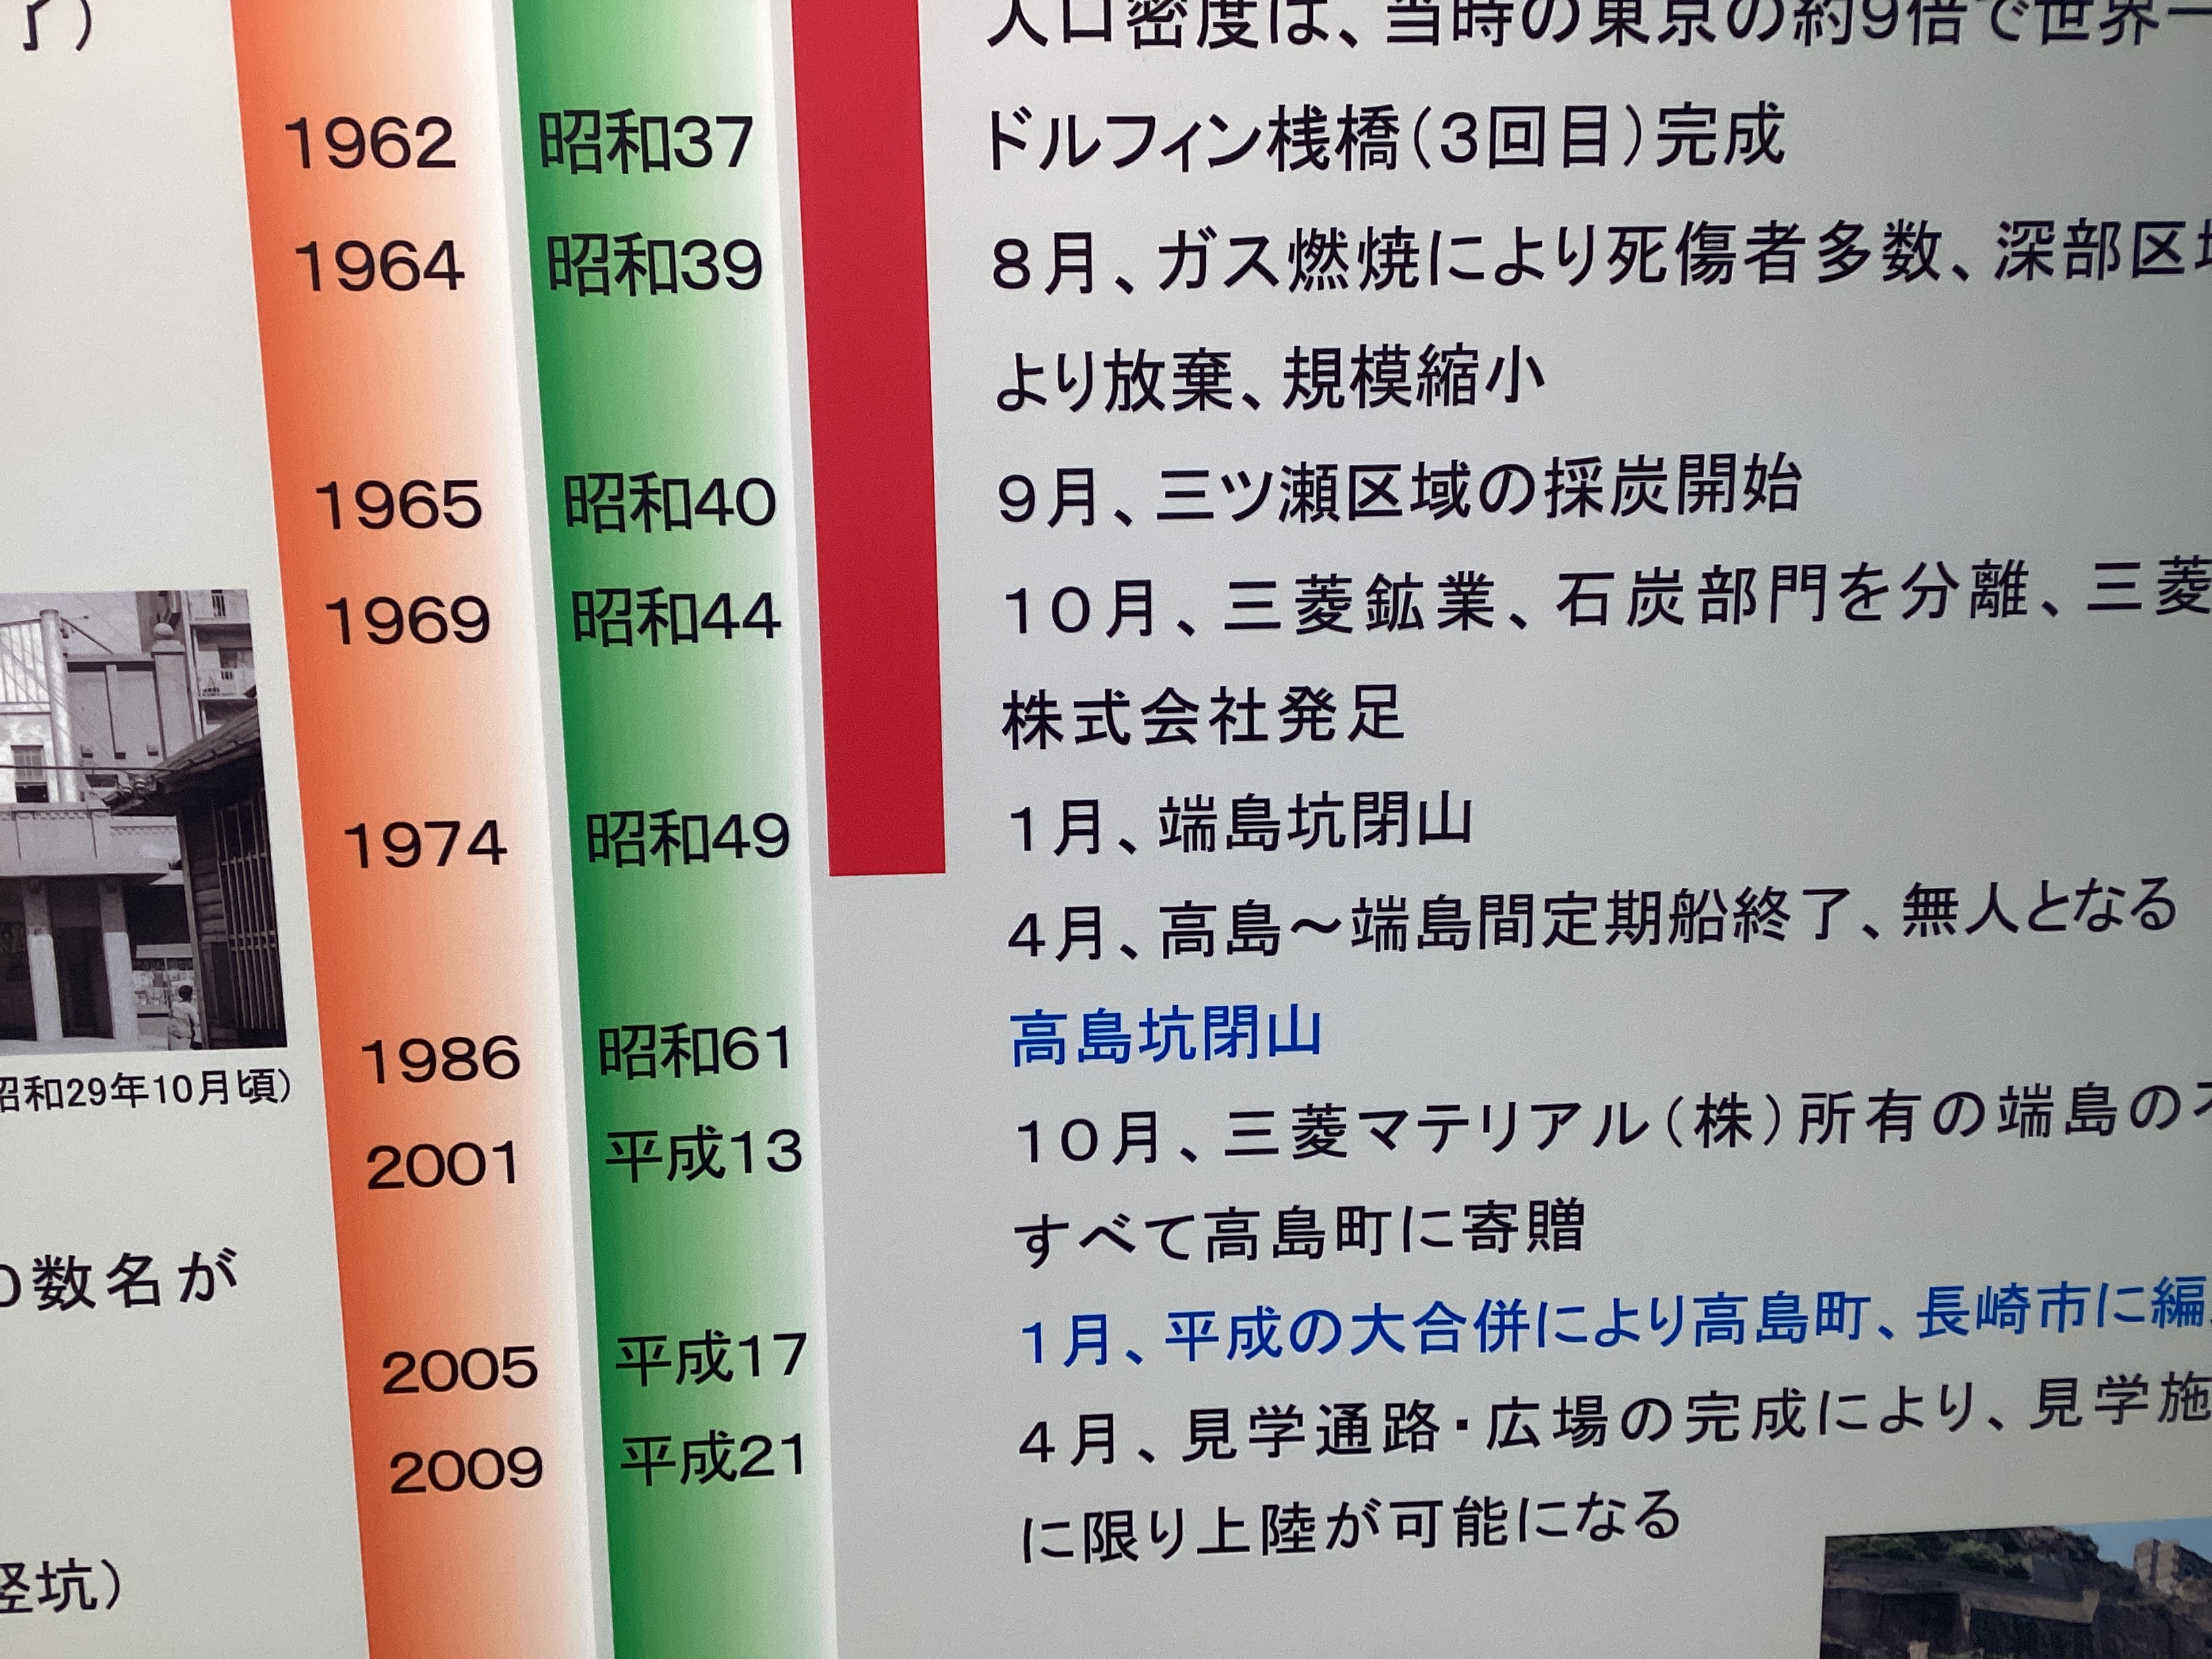 了）
人口密度は、当時の東京の約9倍で世界一
1962 昭和37 ドルフィン桟橋（3回目）完成
1964 昭和39 8月、ガス燃焼により死傷者多数、深部区域
より放棄、規模縮小
1965 昭和40 9月、三ツ瀬区域の採炭開始
1969 昭和44 10月、三菱鉱業、石炭部門を分離、三菱
株式会社発足
1974 昭和49 1月、端島坑閉山
4月、高島〜端島間定期船終了、無人となる
1986 昭和61 高島坑閉山
昭和29年10月頃）
2001 平成13 10月、三菱マテリアル（株）所有の端島の
すべて高島町に寄贈
の数名が
2005 平成17 1月、平成の大合併により高島町、長崎市に編
2009 平成21 4月、見学通路・広場の完成により、見学施
に限り上陸が可能になる
竪坑）